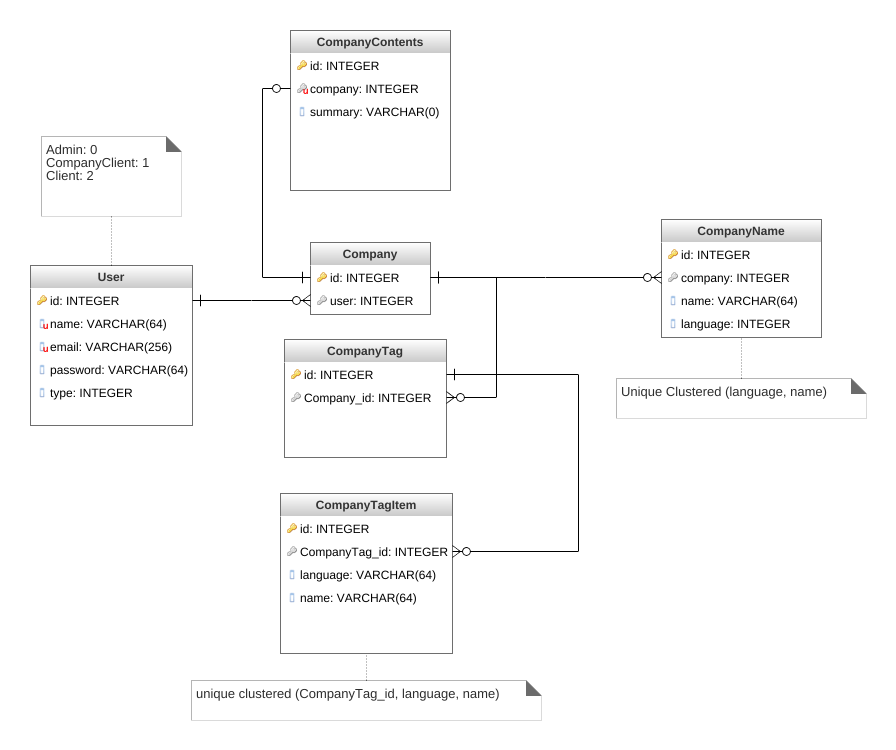 CompanyContents
id: INTEGER
company: INTEGER
summary: VARCHAR(0)
Admin: 0
CompanyClient: 1
Client: 2
User
id: INTEGER
name: VARCHAR(64)
email: VARCHAR(256)
password: VARCHAR(64)
type: INTEGER
Company
id: INTEGER
user: INTEGER
CompanyName
id: INTEGER
company: INTEGER
name: VARCHAR(64)
language: INTEGER
Unique Clustered (language, name)
CompanyTag
id: INTEGER
Company_id: INTEGER
CompanyTagItem
id: INTEGER
CompanyTag_id: INTEGER
language: VARCHAR(64)
name: VARCHAR(64)
unique clustered (CompanyTag_id, language, name)